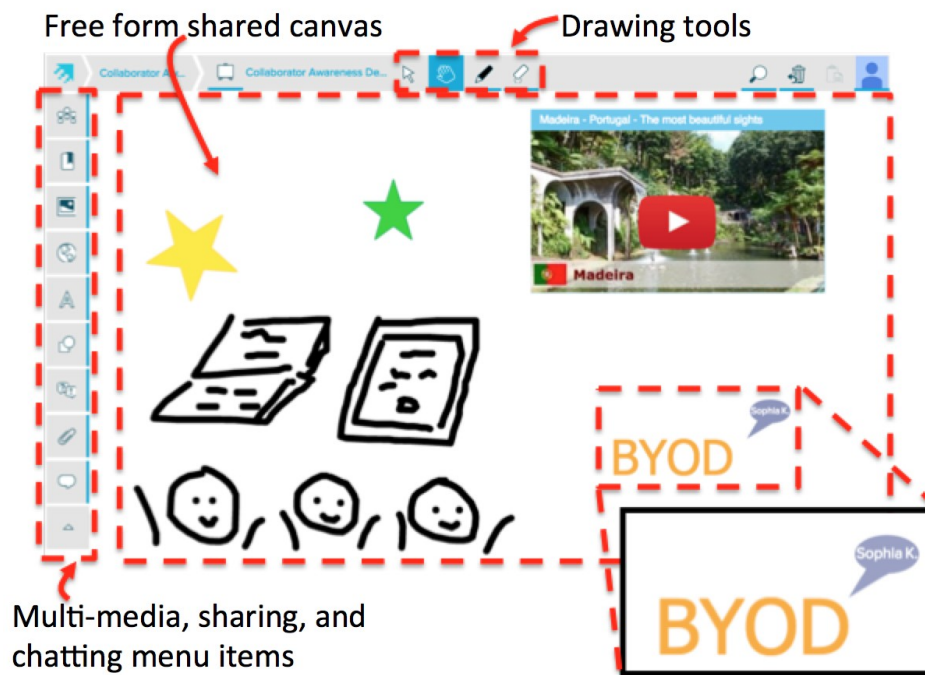 Free form shared canvas
Drawing tools
Collaborator Aw...
Collaborator Awareness De...
Madeira - Portugal - The most beautiful sights
Madeira
Sophia K.
BYOD
Sophia K.
BYOD
Multi-media, sharing, and
chatting menu items